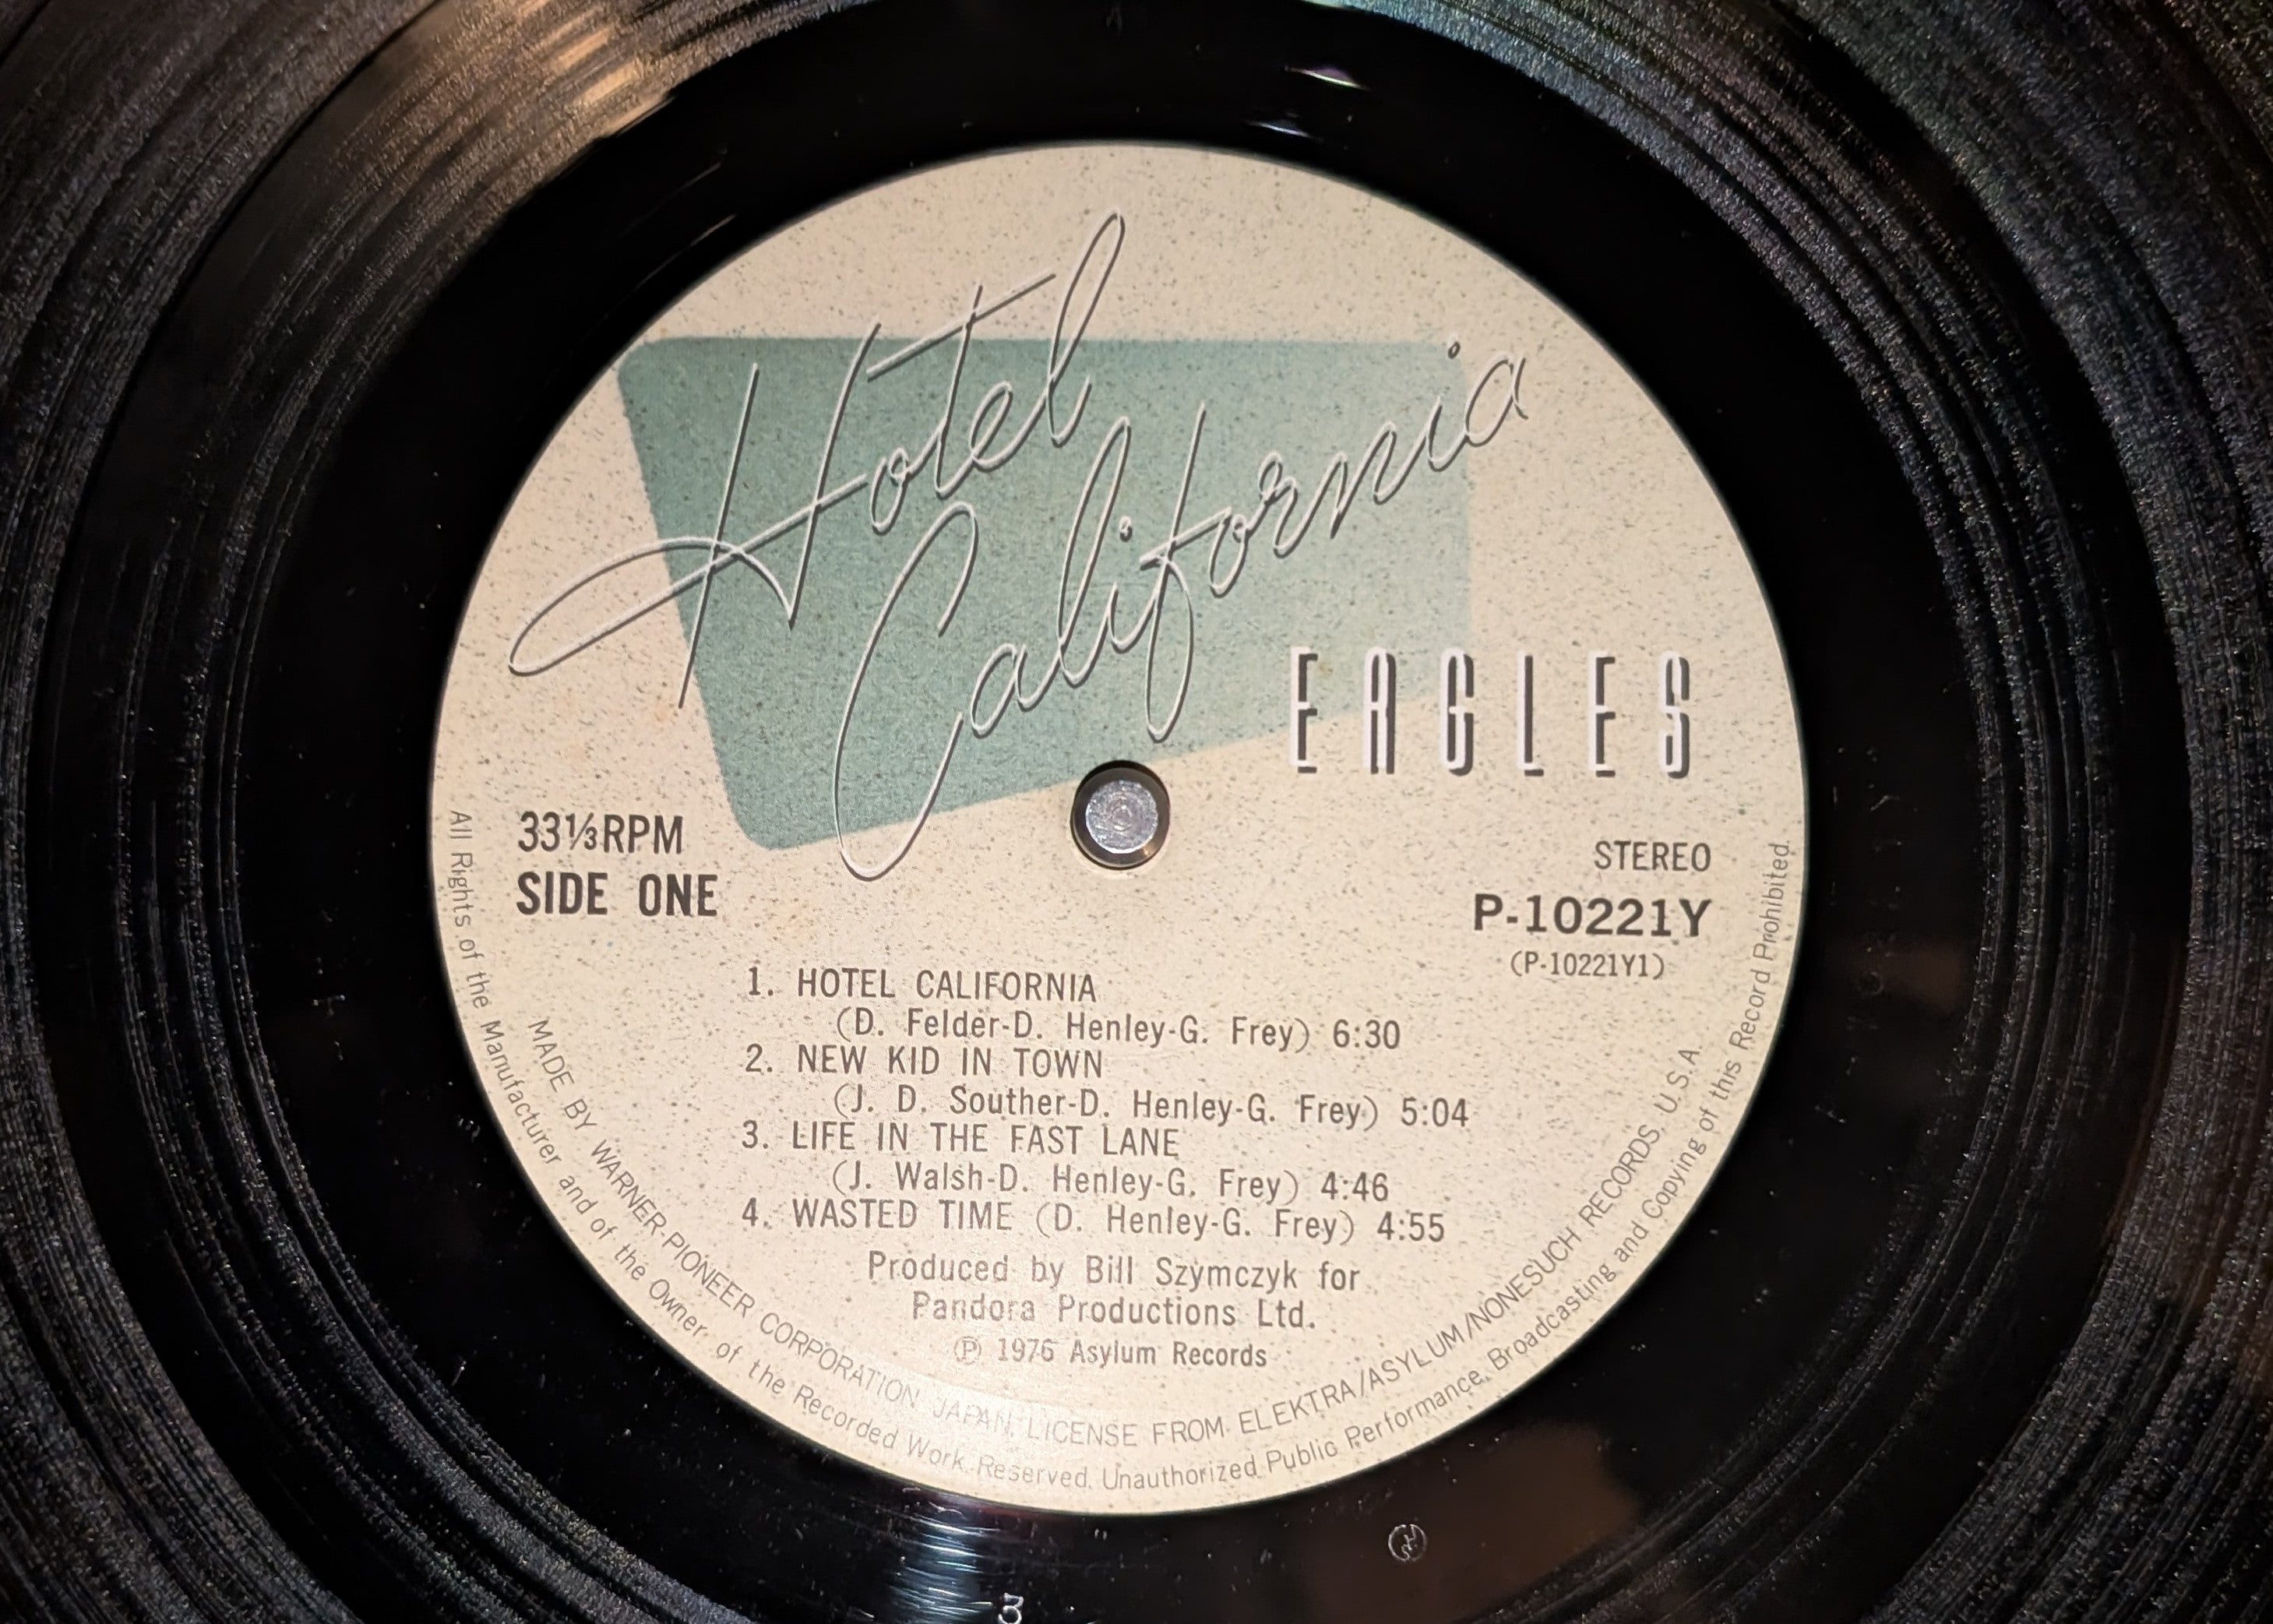 Hotel
California
EAGLES
33⅓RPM
SIDE ONE
STEREO
P-10221Y
(P-10221Y1)
1. HOTEL CALIFORNIA
(D. Felder-D. Henley-G. Frey) 6:30
2. NEW KID IN TOWN
(J. D. Souther-D. Henley-G. Frey) 5:04
3. LIFE IN THE FAST LANE
(J. Walsh-D. Henley-G. Frey) 4:46
4. WASTED TIME (D. Henley-G. Frey) 4:55
Produced by Bill Szymczyk for
Pandora Productions Ltd.
Ⓟ 1976 Asylum Records
MADE BY WARNER-PIONEER CORPORATION JAPAN, LICENSE FROM ELEKTRA/ASYLUM/NONESUCH RECORDS, U.S.A.
All Rights of the Manufacturer and of the Owner of the Recorded Work Reserved. Unauthorized Public Performance, Broadcasting and Copying of this Record Prohibited.
3